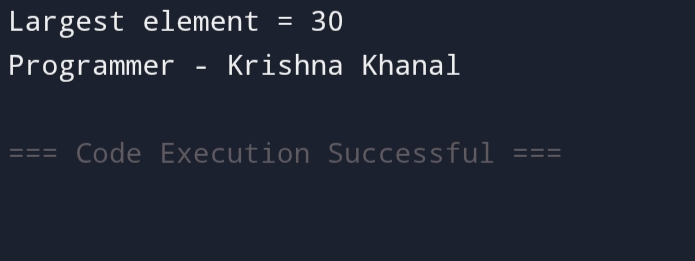 Largest element = 30
Programmer - Krishna Khanal
=== Code Execution Successful ===